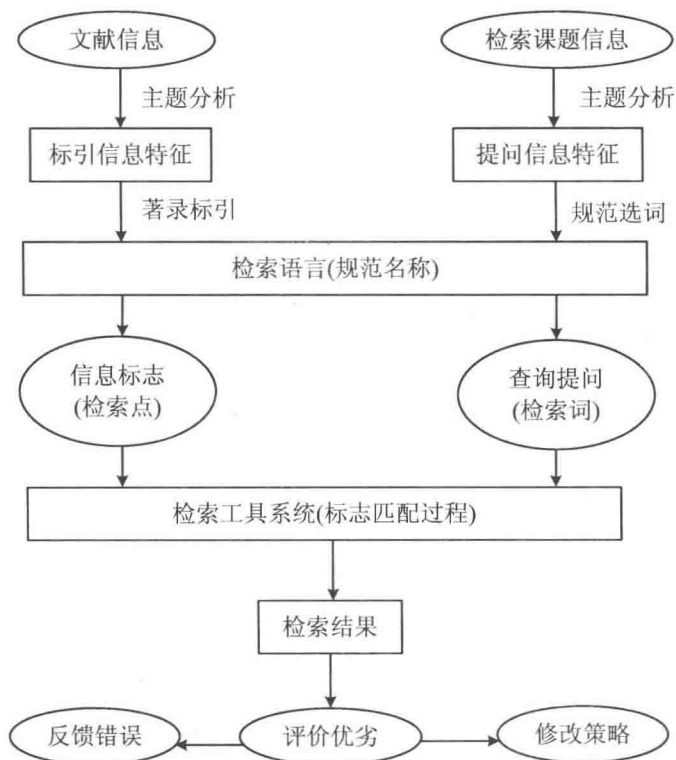 文献信息
检索课题信息
主题分析
主题分析
标引信息特征
提问信息特征
著录标引
规范选词
检索语言(规范名称)
信息标志
(检索点)
查询提问
(检索词)
检索工具系统(标志匹配过程)
检索结果
反馈错误
评价优劣
修改策略